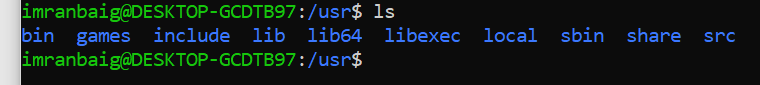 imranbaig@DESKTOP-GCDTB97:/usr$ ls
bin games include lib lib64 libexec local sbin share src
imranbaig@DESKTOP-GCDTB97:/usr$